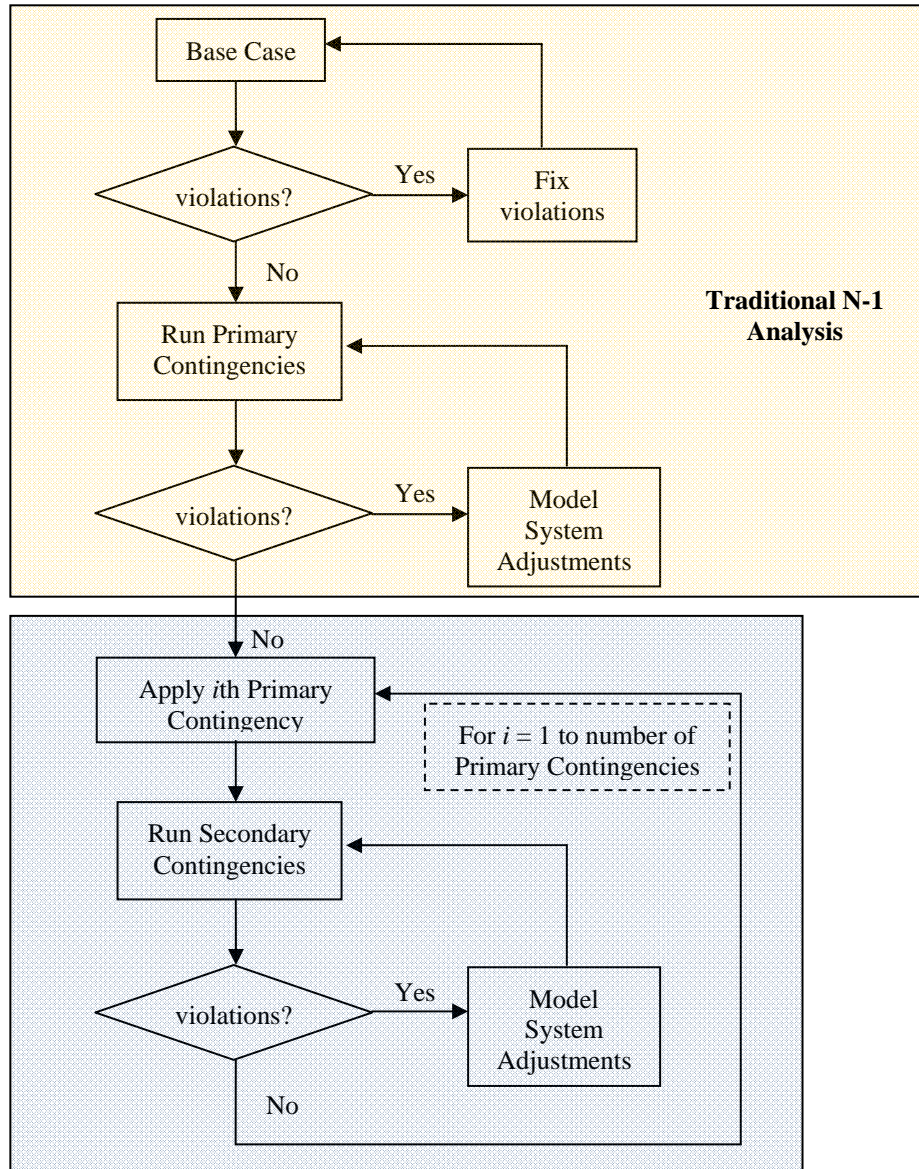 Base Case
violations?
Yes
Fix
violations
No
Traditional N-1
Analysis
Run Primary
Contingencies
violations?
Yes
Model
System
Adjustments
No
Apply ith Primary
Contingency
For i = 1 to number of
Primary Contingencies
Run Secondary
Contingencies
violations?
Yes
Model
System
Adjustments
No